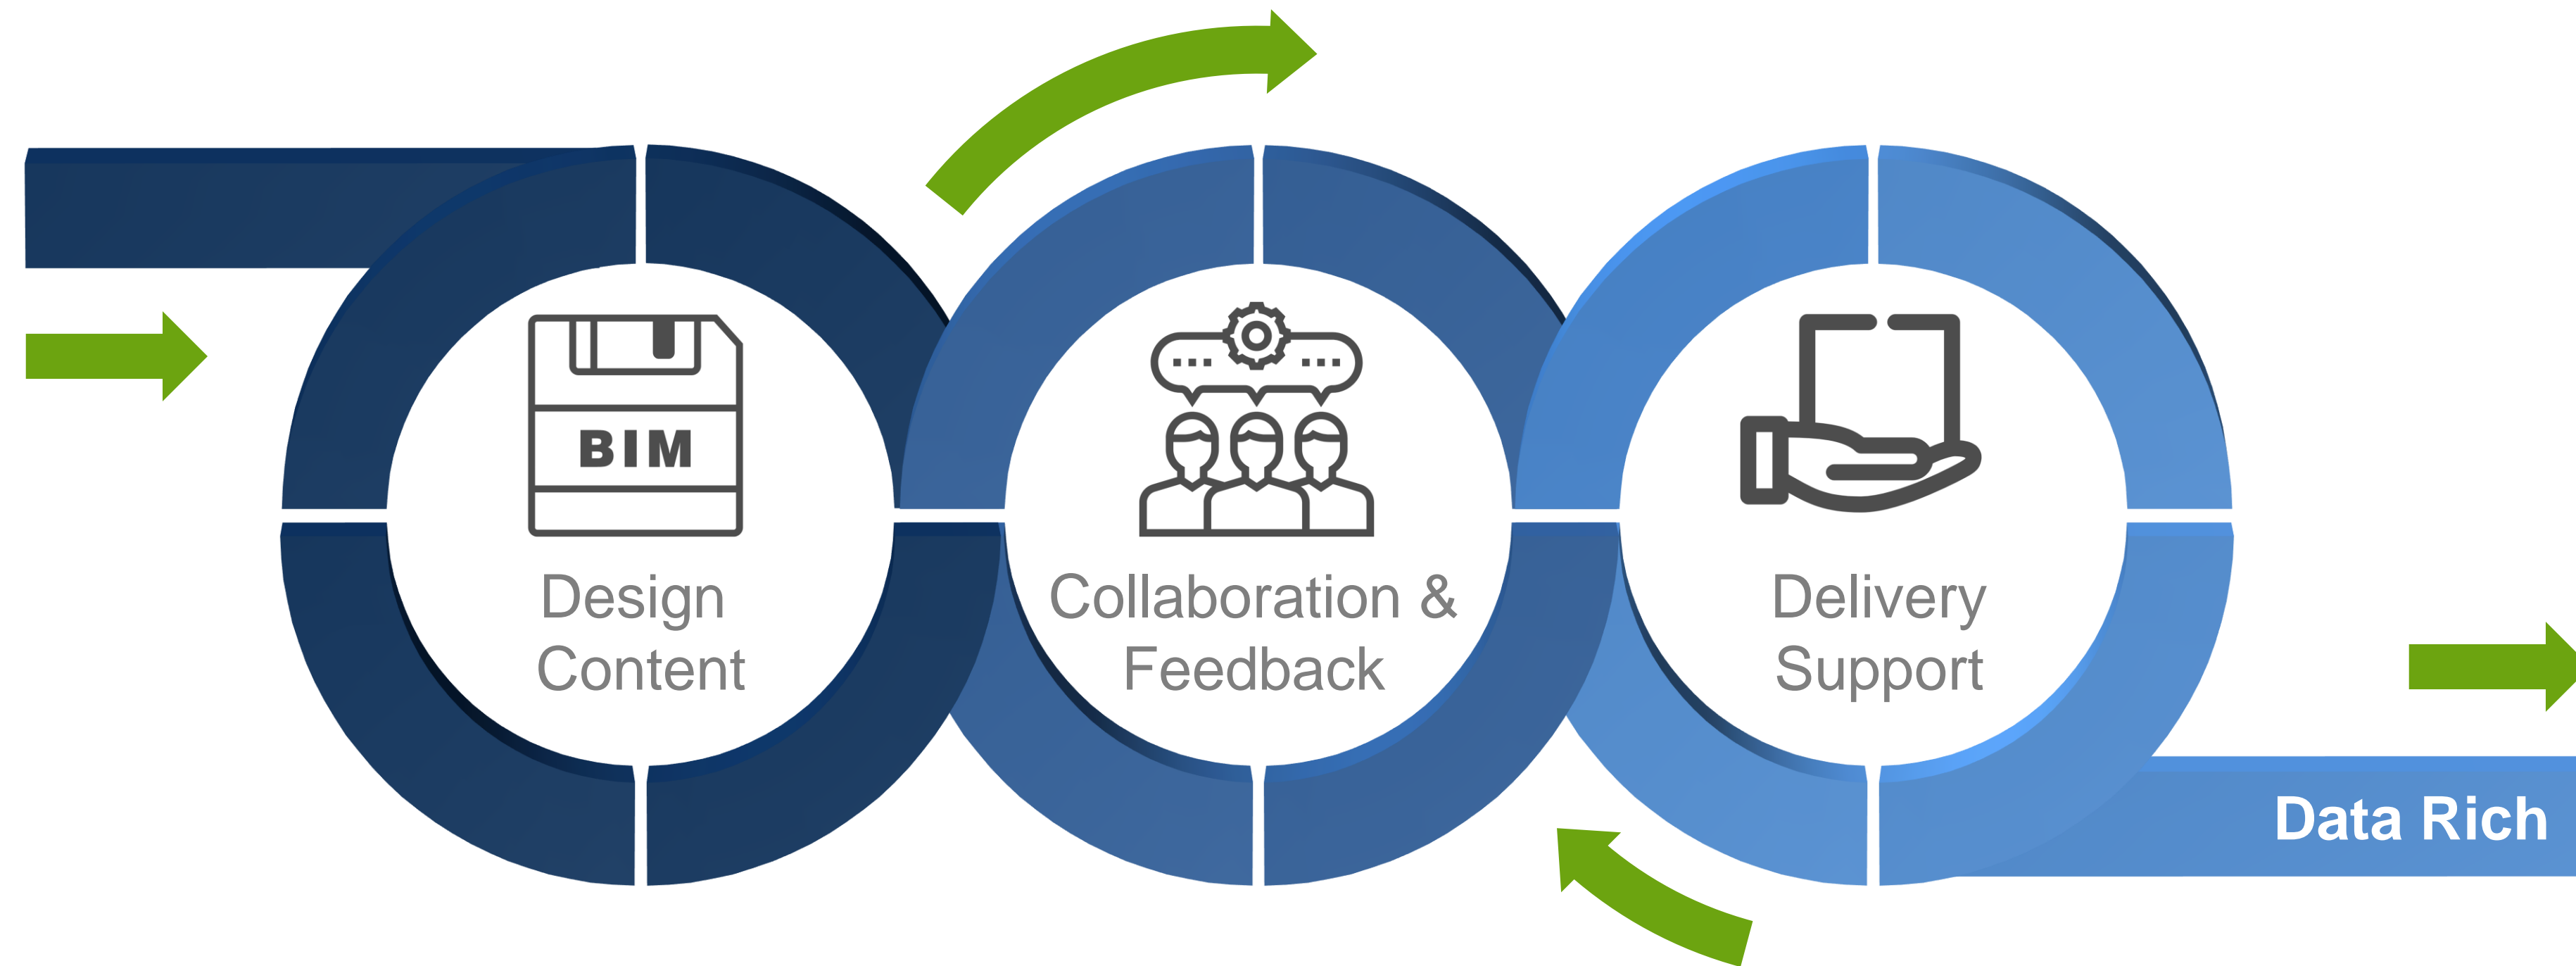 BIM
Design
Content
Collaboration &
Feedback
Delivery
Support
Data Rich